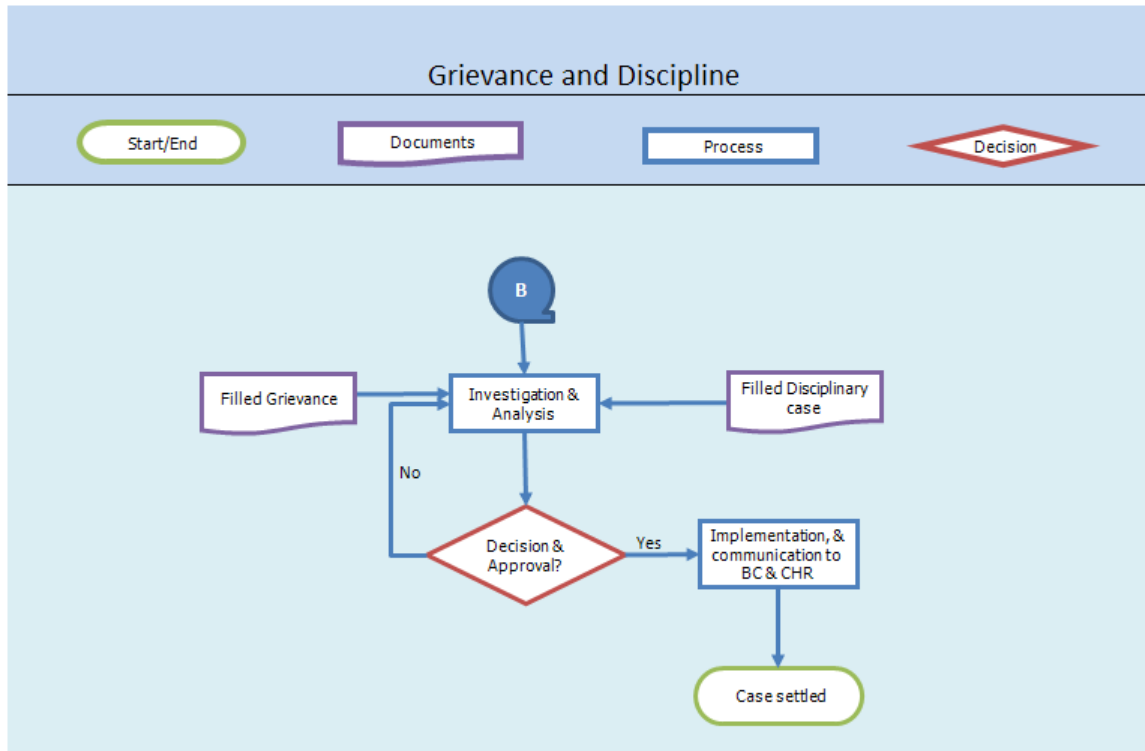 Grievance and Discipline
Start/End
Documents
Process
Decision
B
Filled Grievance
Investigation &
Analysis
Filled Disciplinary
case
No
Decision &
Approval?
Yes
Implementation, &
communication to
BC & CHR
Case settled